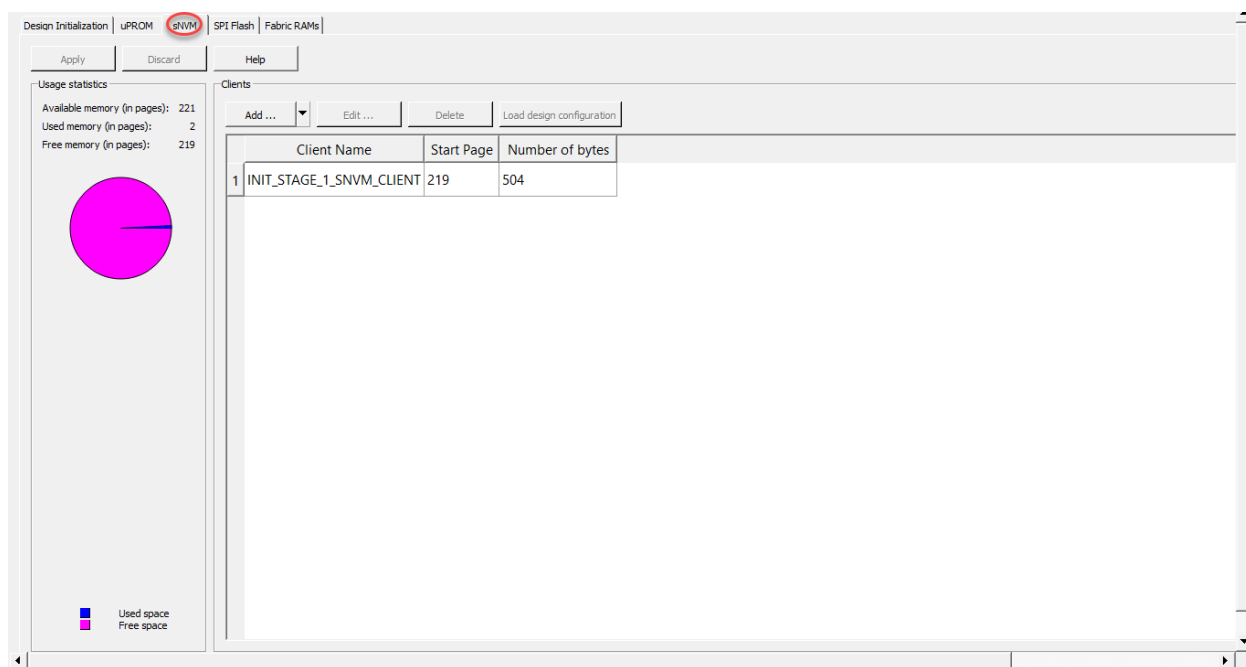 Design Initialization uPROM sNVM SPI Flash Fabric RAMs
Apply Discard Help
Usage statistics
Available memory (in pages): 221
Used memory (in pages): 2
Free memory (in pages): 219
Used space
Free space
Clients
Add ... Edit ... Delete Load design configuration
Client Name Start Page Number of bytes
1 INIT_STAGE_1_SNVM_CLIENT 219 504